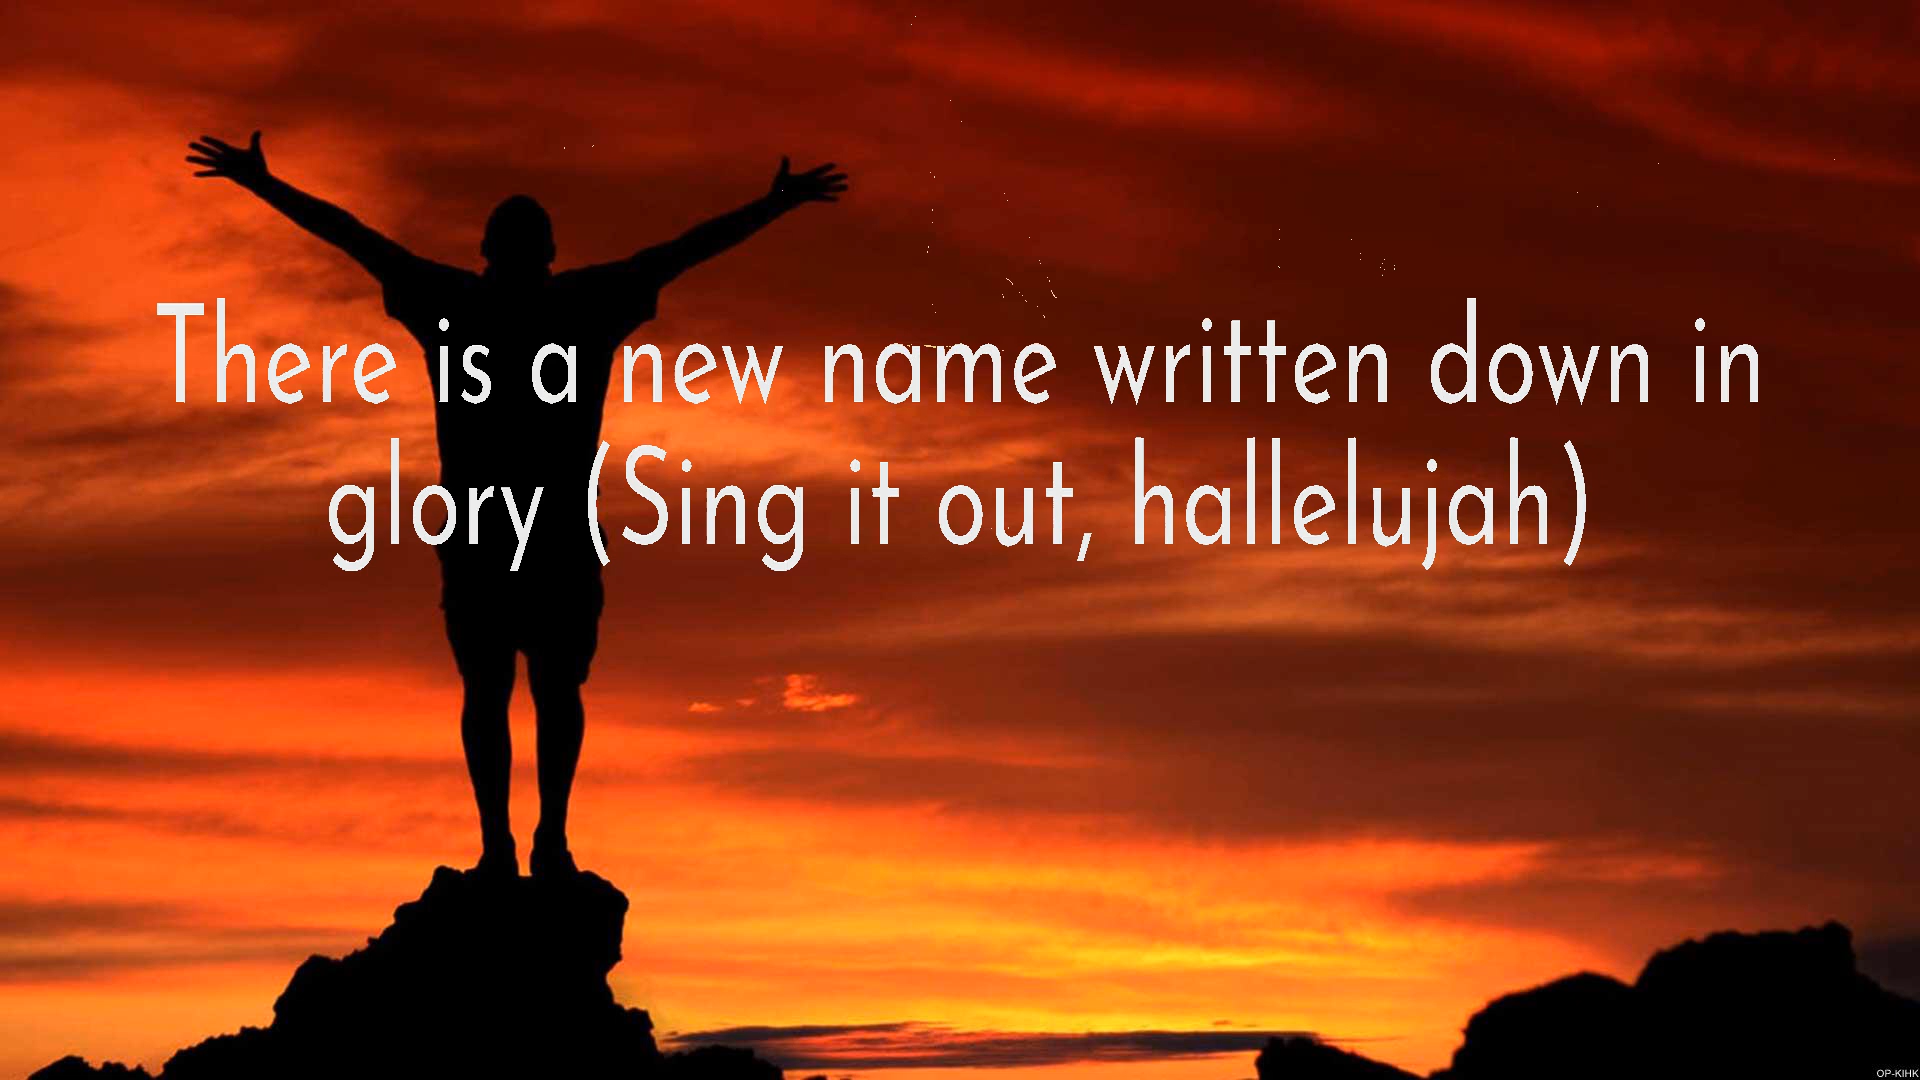 There is a new name written down in
glory (Sing it out, hallelujah)
OP-KIHK